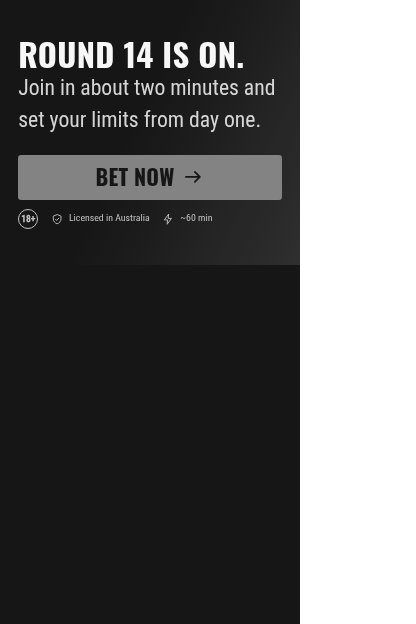 ROUND 14 IS ON.
Join in about two minutes and
set your limits from day one.
BET NOW →
18+ Licensed in Australia ~60 min